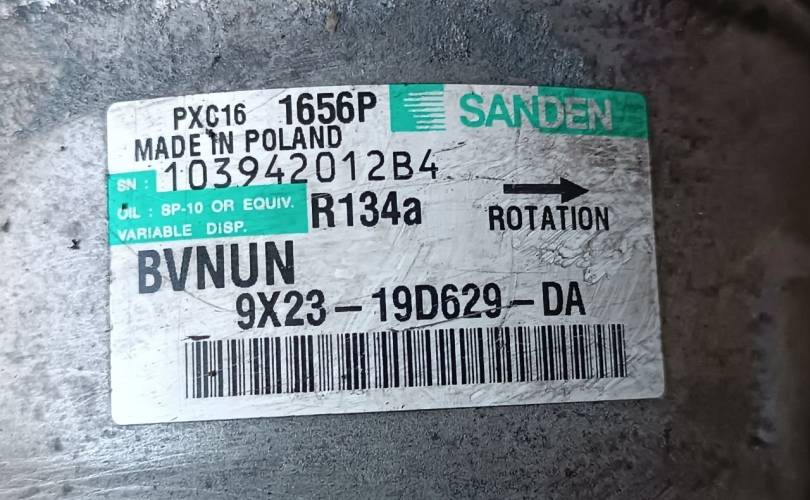 PXC16 1656P SANDEN
MADE IN POLAND
SN : 103942012B4
OIL : SP-10 OR EQUIV. R134a ROTATION
VARIABLE DISP.
BVNUN
9X23-19D629-DA